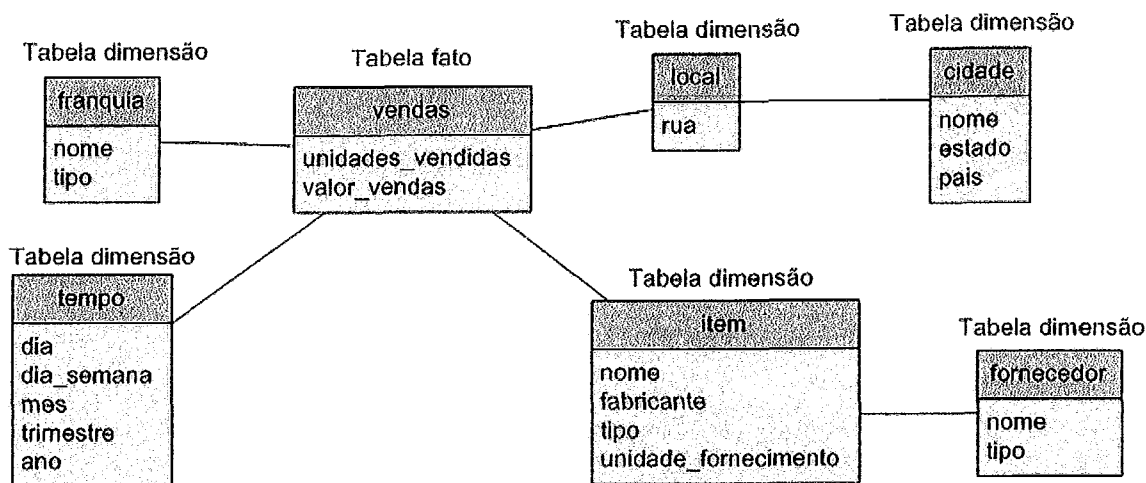 Tabela dimensão
franquia
nome
tipo
Tabela fato
vendas
unidades_vendidas
valor_vendas
Tabela dimensão
local
rua
Tabela dimensão
cidade
nome
estado
pais
Tabela dimensão
tempo
dia
dia_semana
mes
trimestre
ano
Tabela dimensão
item
nome
fabricante
tipo
unidade_fornecimento
Tabela dimensão
fornecedor
nome
tipo